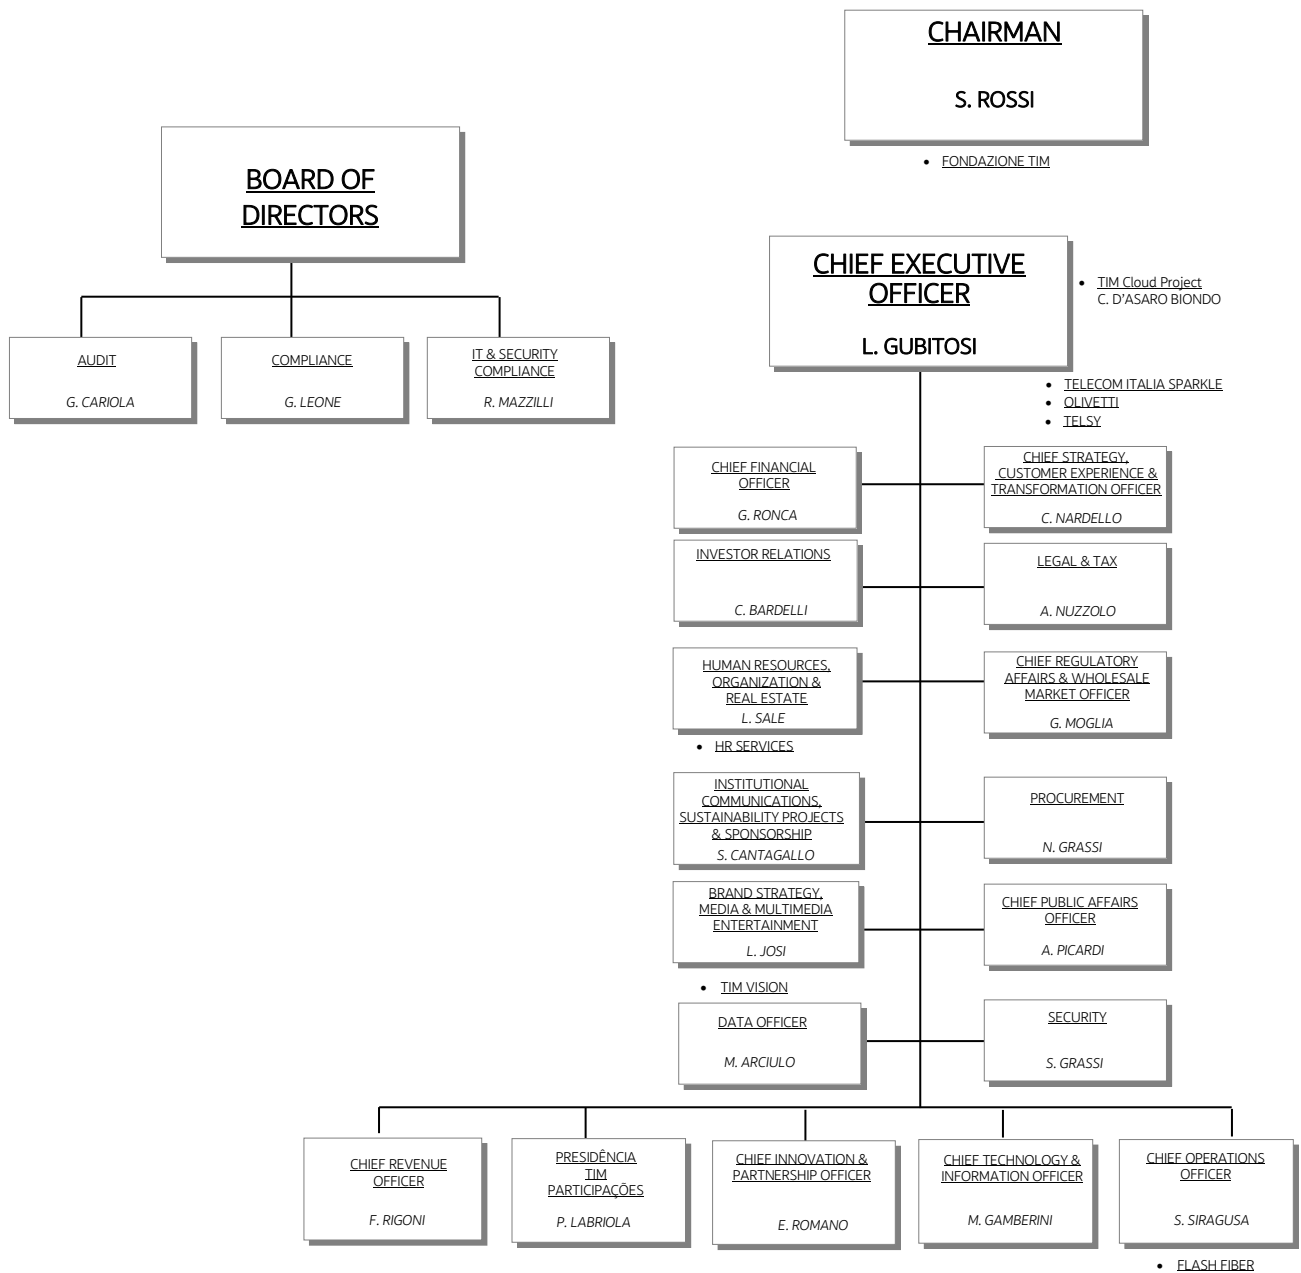 CHAIRMAN
S. ROSSI
• FONDAZIONE TIM
BOARD OF
DIRECTORS
AUDIT
G. CARIOLA
COMPLIANCE
G. LEONE
IT & SECURITY
COMPLIANCE
R. MAZZILLI
CHIEF EXECUTIVE
OFFICER
L. GUBITOSI
• TIM Cloud Project
C. D'ASARO BIONDO
• TELECOM ITALIA SPARKLE
• OLIVETTI
• TELSY
CHIEF FINANCIAL
OFFICER
G. RONCA
CHIEF STRATEGY,
CUSTOMER EXPERIENCE &
TRANSFORMATION OFFICER
C. NARDELLO
INVESTOR RELATIONS
C. BARDELLI
LEGAL & TAX
A. NUZZOLO
HUMAN RESOURCES,
ORGANIZATION &
REAL ESTATE
L. SALE
• HR SERVICES
CHIEF REGULATORY
AFFAIRS & WHOLESALE
MARKET OFFICER
G. MOGLIA
INSTITUTIONAL
COMMUNICATIONS,
SUSTAINABILITY PROJECTS
& SPONSORSHIP
S. CANTAGALLO
PROCUREMENT
N. GRASSI
BRAND STRATEGY,
MEDIA & MULTIMEDIA
ENTERTAINMENT
L. JOSI
• TIM VISION
CHIEF PUBLIC AFFAIRS
OFFICER
A. PICARDI
DATA OFFICER
M. ARCIULO
SECURITY
S. GRASSI
CHIEF REVENUE
OFFICER
F. RIGONI
PRESIDÊNCIA
TIM
PARTICIPAÇÕES
P. LABRIOLA
CHIEF INNOVATION &
PARTNERSHIP OFFICER
E. ROMANO
CHIEF TECHNOLOGY &
INFORMATION OFFICER
M. GAMBERINI
CHIEF OPERATIONS
OFFICER
S. SIRAGUSA
• FLASH FIBER